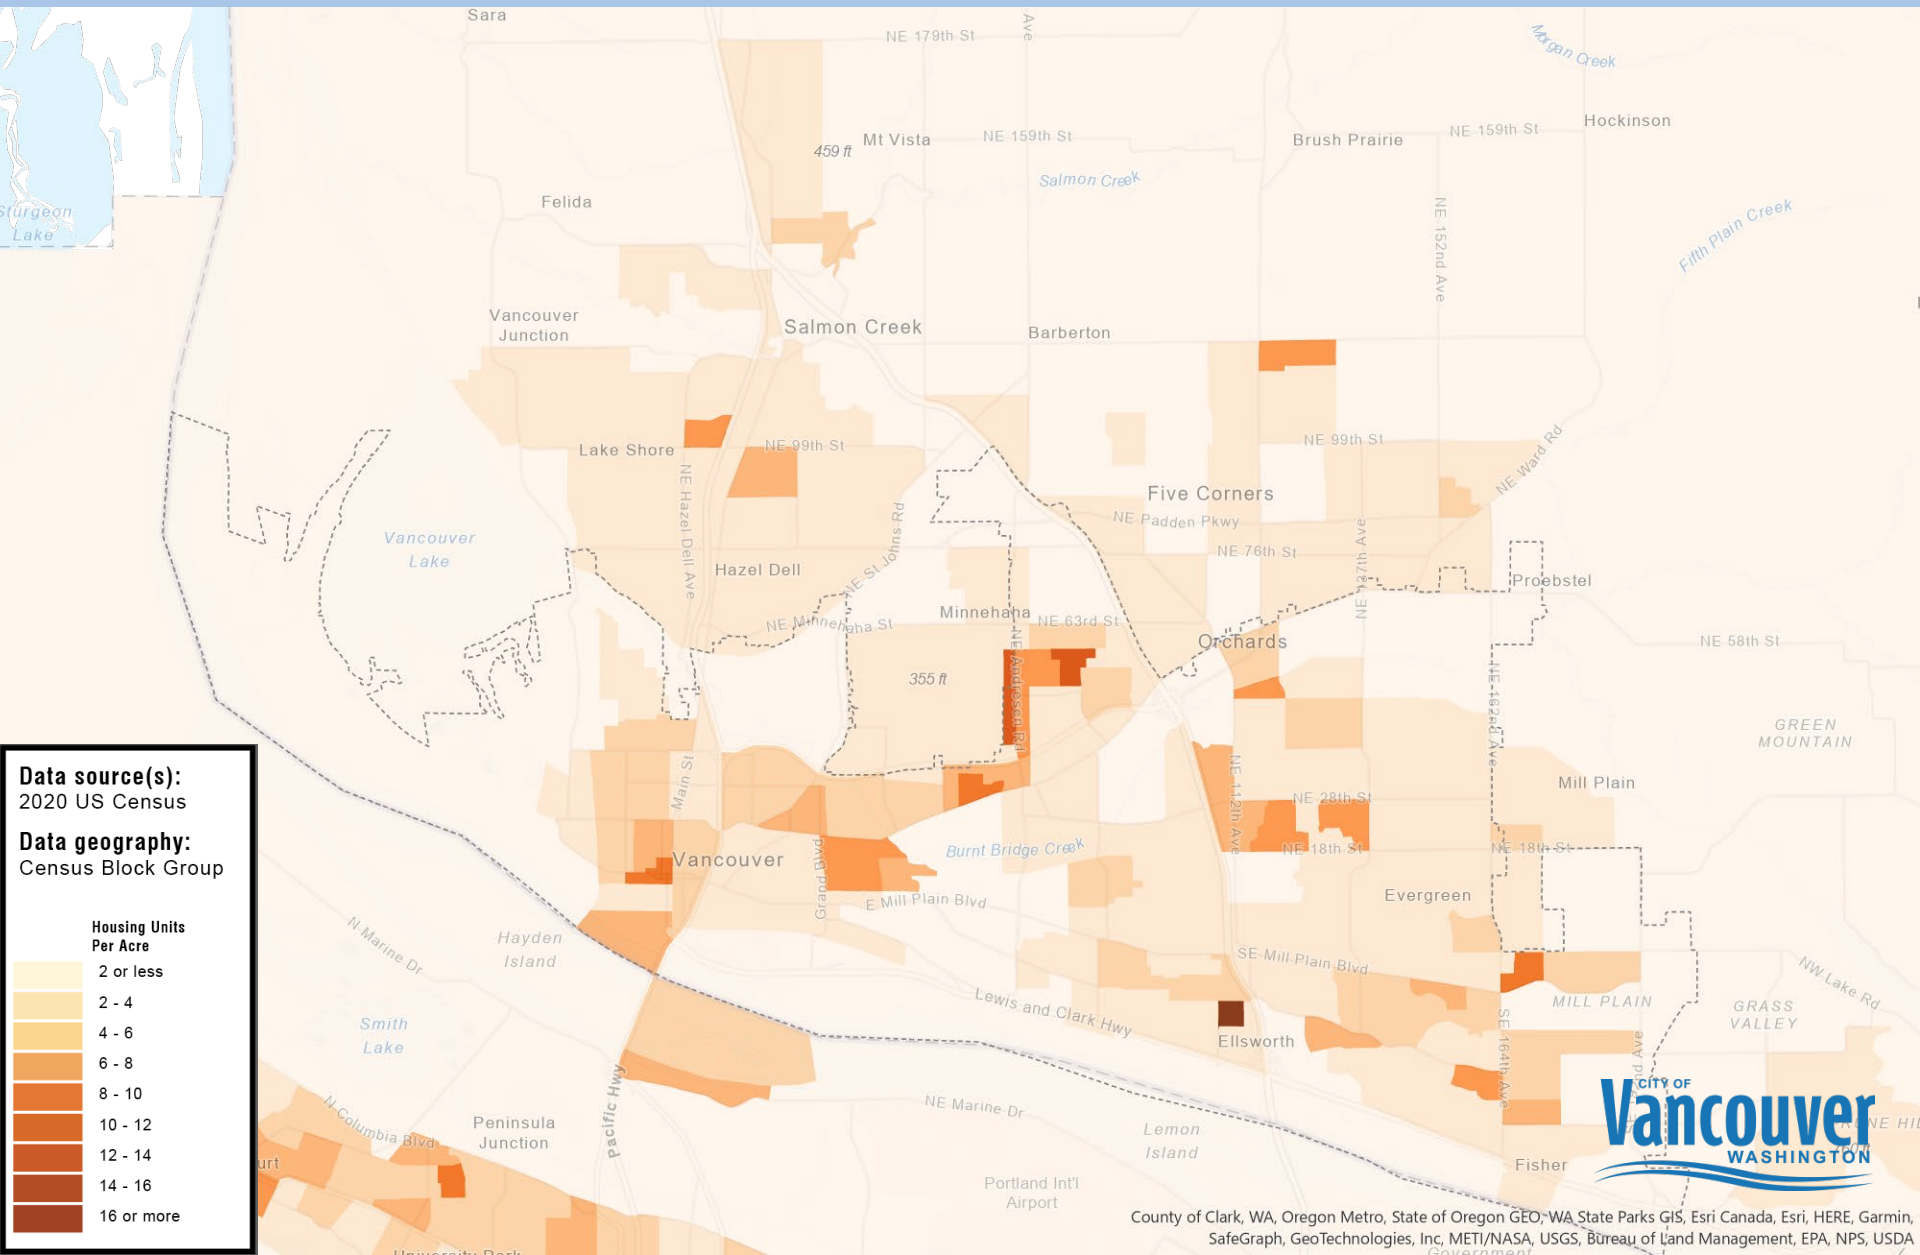 Sara
NE 179th St
Ave
Morgan Creek
Hockinson
459 ft
Mt Vista
NE 159th St
Brush Prairie
NE 159th St
Salmon Creek
Felida
Sturgeon
Lake
NE 152nd Ave
Fifth Plain Creek
Vancouver
Junction
Salmon Creek
Barberton
Lake Shore
NE 99th St
NE 99th St
NE Ward Rd
NE Hazel Dell Ave
Five Corners
NE Padden Pkwy
Vancouver
Lake
NE St Johns Rd
NE 76th St
NE 137th Ave
Hazel Dell
Proebstel
Minnehaha
NE Minnehaha St
NE 63rd St
Orchards
NE 58th St
355 ft
NE Andresen Rd
NE 162nd Ave
GREEN
MOUNTAIN
Main St
NE 112th Ave
NE 28th St
Mill Plain
Vancouver
Grand Blvd
Burnt Bridge Creek
NE 18th St
NE 18th St
E Mill Plain Blvd
Evergreen
N Marine Dr
Hayden
Island
SE Mill Plain Blvd
NW Lake Rd
Lewis and Clark Hwy
MILL PLAIN
GRASS
VALLEY
Smith
Lake
Ellsworth
SE 164th Ave
Pacific Hwy
NE Marine Dr
N Columbia Blvd
Peninsula
Junction
Lemon
Island
Fisher
Portland Int'l
Airport
urt
University Park
Government
Data source(s):
2020 US Census
Data geography:
Census Block Group
Housing Units
Per Acre
2 or less
2 - 4
4 - 6
6 - 8
8 - 10
10 - 12
12 - 14
14 - 16
16 or more
CITY OF
Vancouver
WASHINGTON
County of Clark, WA, Oregon Metro, State of Oregon GEO, WA State Parks GIS, Esri Canada, Esri, HERE, Garmin,
SafeGraph, GeoTechnologies, Inc, METI/NASA, USGS, Bureau of Land Management, EPA, NPS, USDA